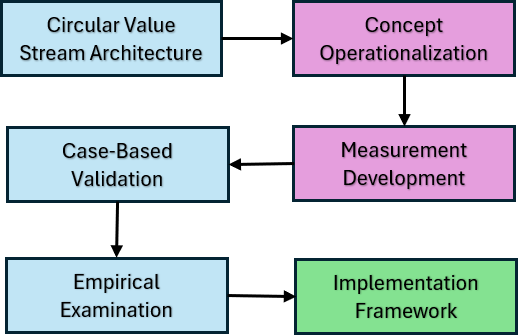 Circular Value
Stream Architecture
Concept
Operationalization
Measurement
Development
Case-Based
Validation
Empirical
Examination
Implementation
Framework